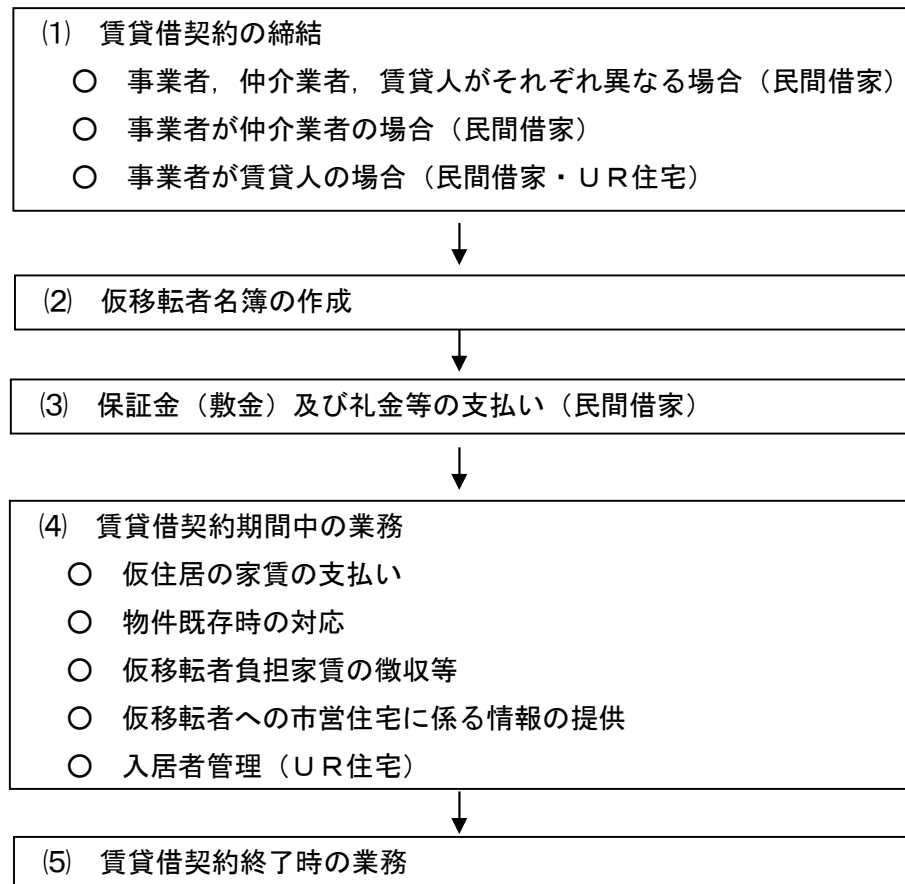 ⑴　賃貸借契約の締結
○　事業者，仲介業者，賃貸人がそれぞれ異なる場合（民間借家）
○　事業者が仲介業者の場合（民間借家）
○　事業者が賃貸人の場合（民間借家・ＵＲ住宅）
⑵　仮移転者名簿の作成
⑶　保証金（敷金）及び礼金等の支払い（民間借家）
⑷　賃貸借契約期間中の業務
○　仮住居の家賃の支払い
○　物件既存時の対応
○　仮移転者負担家賃の徴収等
○　仮移転者への市営住宅に係る情報の提供
○　入居者管理（ＵＲ住宅）
⑸　賃貸借契約終了時の業務